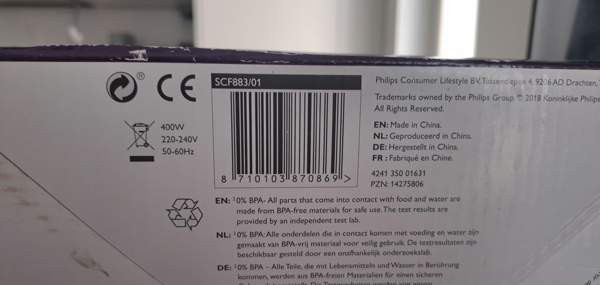 SCF883/01
Philips Consumer Lifestyle BV, Tussendiepen 4, 9206 AD Drachten,
Trademarks owned by the Philips Group. © 2018 Koninklijke Philips
All Rights Reserved.
CE
400W
220-240V
50-60Hz
EN: Made in China.
NL: Geproduceerd in China.
DE: Hergestellt in China.
FR : Fabriqué en Chine.
4241 350 01631
PZN: 14275806
8 710103 870869 >
EN: ¹0% BPA- All parts that come into contact with food and water are
made from BPA-free materials for safe use. The test results are
provided by an independent test lab.
NL: ¹0% BPA: Alle onderdelen die in contact komen met voeding en water zijn
gemaakt van BPA-vrij materiaal voor veilig gebruik. De testresultaten zijn
beschikbaar gesteld door een onafhankelijk onderzoekslab.
DE: ¹0% BPA – Alle Teile, die mit Lebensmitteln und Wasser in Berührung
kommen, werden aus BPA-freien Materialien für einen sicheren